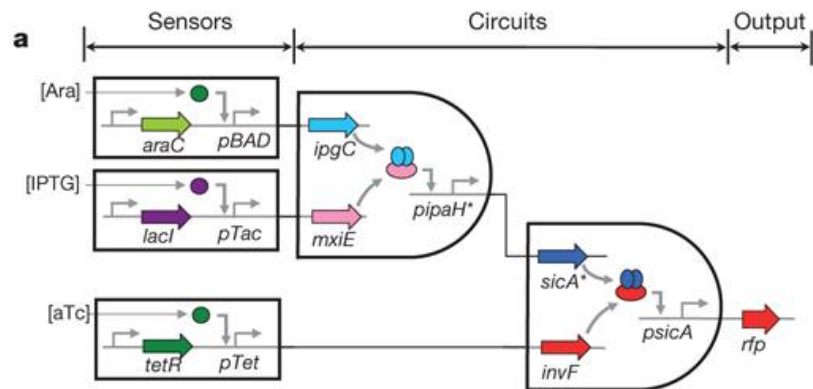 a
Sensors Circuits Output
[Ara]
araC pBAD ipgC
pipaH*
[IPTG]
lacI pTac mxiE
sicA*
psicA rfp
[aTc]
tetR pTet invF